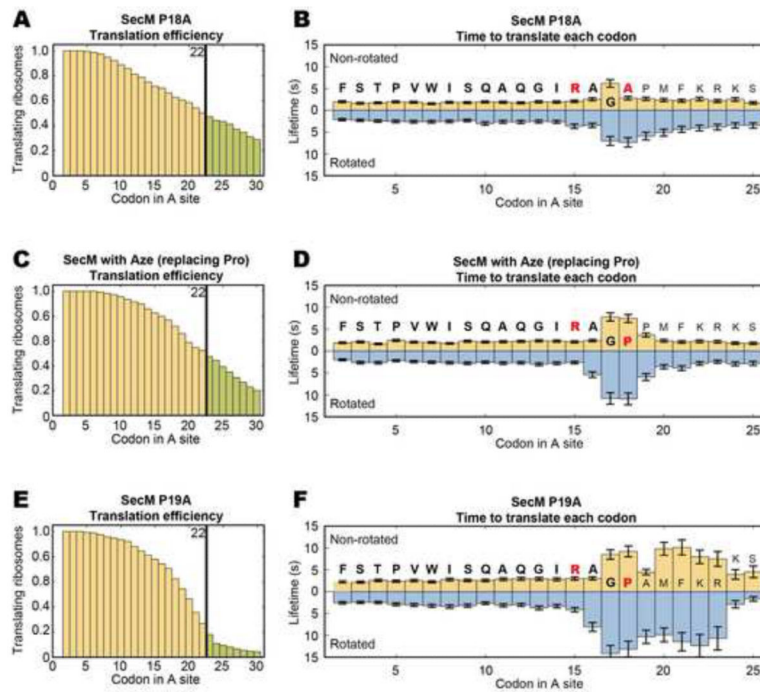 A
SecM P18A
Translation efficiency
22
1.0
0.8
0.6
0.4
0.2
0
Translating ribosomes
0 5 10 15 20 25 30
Codon in A site
B
SecM P18A
Time to translate each codon
Non-rotated
15
10
5
0
5
10
15
Lifetime (s)
F S T P V W I S Q A Q G I R A G A P M F K R K S
Rotated
5 10 15 20 25
Codon in A site
C
SecM with Aze (replacing Pro)
Translation efficiency
22
1.0
0.8
0.6
0.4
0.2
0
Translating ribosomes
0 5 10 15 20 25 30
Codon in A site
D
SecM with Aze (replacing Pro)
Time to translate each codon
Non-rotated
15
10
5
0
5
10
15
Lifetime (s)
F S T P V W I S Q A Q G I R A G P P M F K R K S
Rotated
5 10 15 20 25
Codon in A site
E
SecM P19A
Translation efficiency
22
1.0
0.8
0.6
0.4
0.2
0
Translating ribosomes
0 5 10 15 20 25 30
Codon in A site
F
SecM P19A
Time to translate each codon
Non-rotated
15
10
5
0
5
10
15
Lifetime (s)
F S T P V W I S Q A Q G I R A G P A M F K R K S
Rotated
5 10 15 20 25
Codon in A site